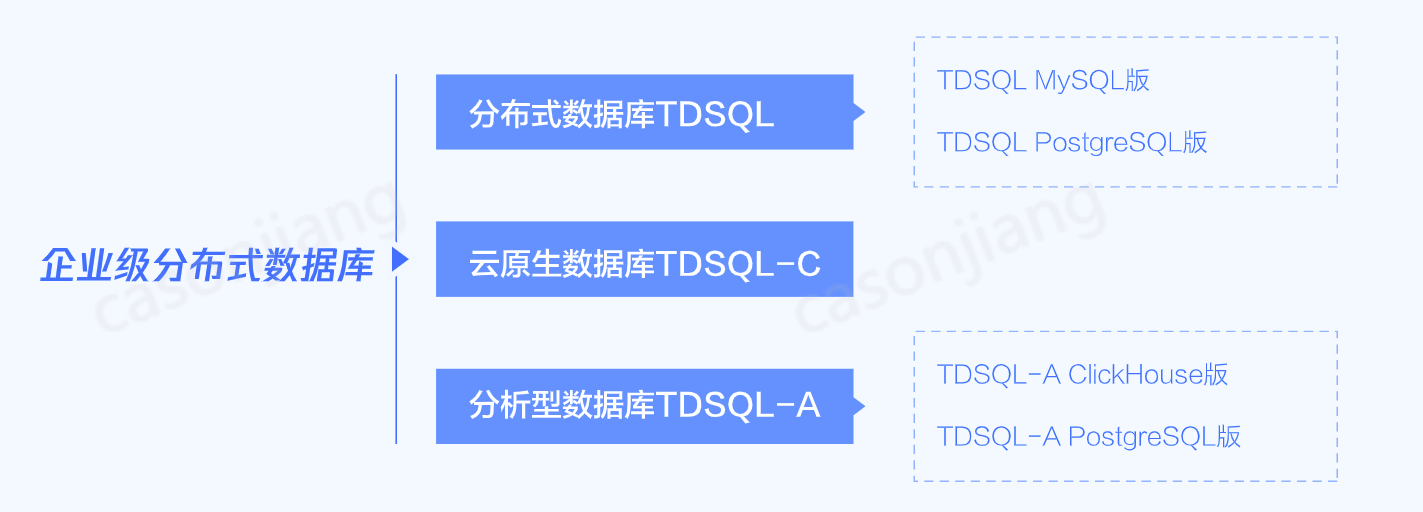 企业级分布式数据库
分布式数据库TDSQL
TDSQL MySQL版
TDSQL PostgreSQL版
云原生数据库TDSQL-C
分析型数据库TDSQL-A
TDSQL-A ClickHouse版
TDSQL-A PostgreSQL版
casonjiang
casonjiang